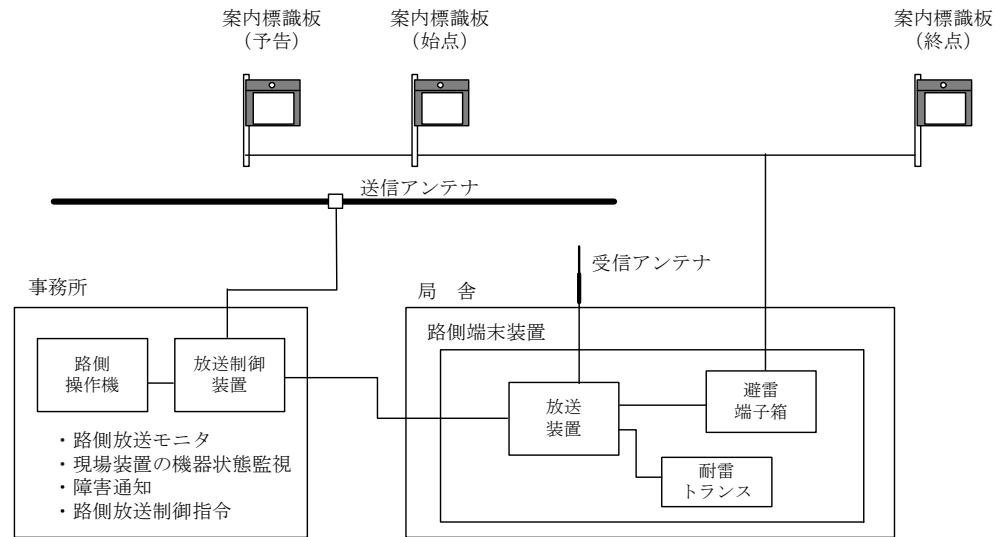 案内標識板
（予告）
案内標識板
（始点）
案内標識板
（終点）
送信アンテナ
受信アンテナ
事務所
局　舎
路側端末装置
路側
操作機
放送制御
装置
放送
装置
避雷
端子箱
耐雷
トランス
・路側放送モニタ
・現場装置の機器状態監視
・障害通知
・路側放送制御指令